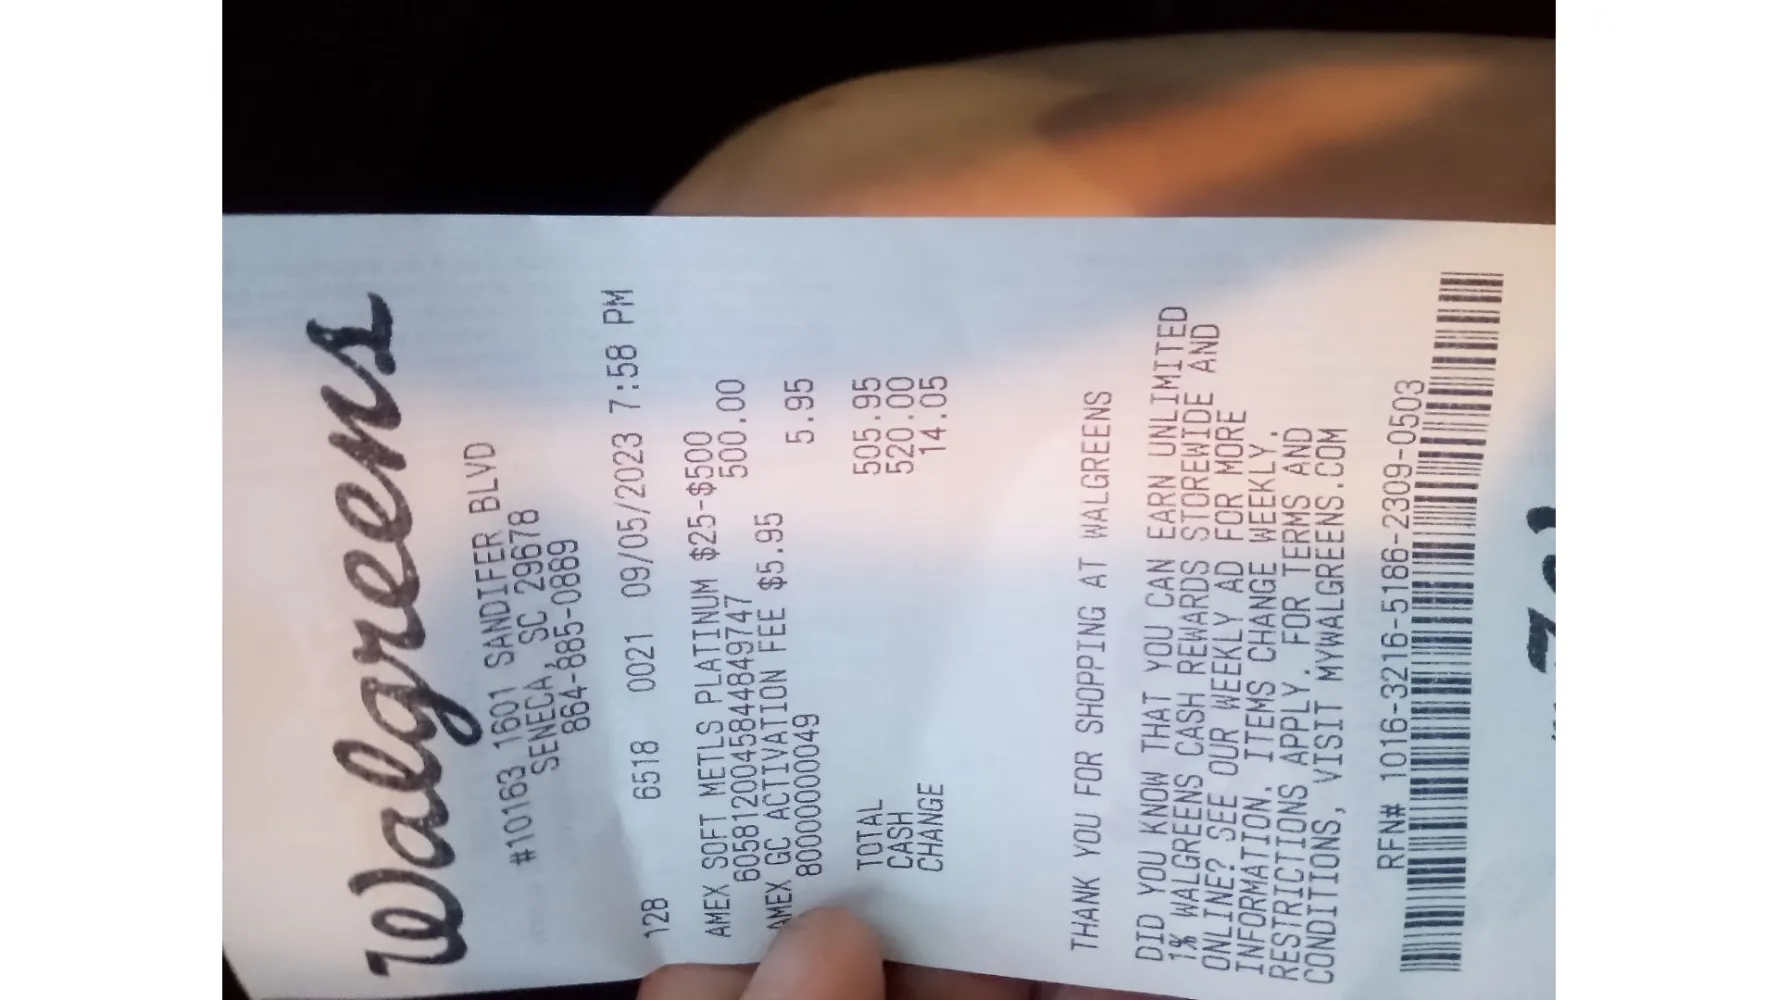 Walgreens
#10163 1601 SANDIFER BLVD
SENECA, SC 29678
864-885-0889
128 6518 0021 09/05/2023 7:58 PM
AMEX SOFT METLS PLATINUM $25-$500
60581200458448849747 500.00
AMEX GC ACTIVATION FEE $5.95
80000000049 5.95
TOTAL 505.95
CASH 520.00
CHANGE 14.05
THANK YOU FOR SHOPPING AT WALGREENS
DID YOU KNOW THAT YOU CAN EARN UNLIMITED
1% WALGREENS CASH REWARDS STOREWIDE AND
ONLINE? SEE OUR WEEKLY AD FOR MORE
INFORMATION. ITEMS CHANGE WEEKLY.
RESTRICTIONS APPLY. FOR TERMS AND
CONDITIONS, VISIT MYWALGREENS.COM
RFN# 1016-3216-5186-2309-0503